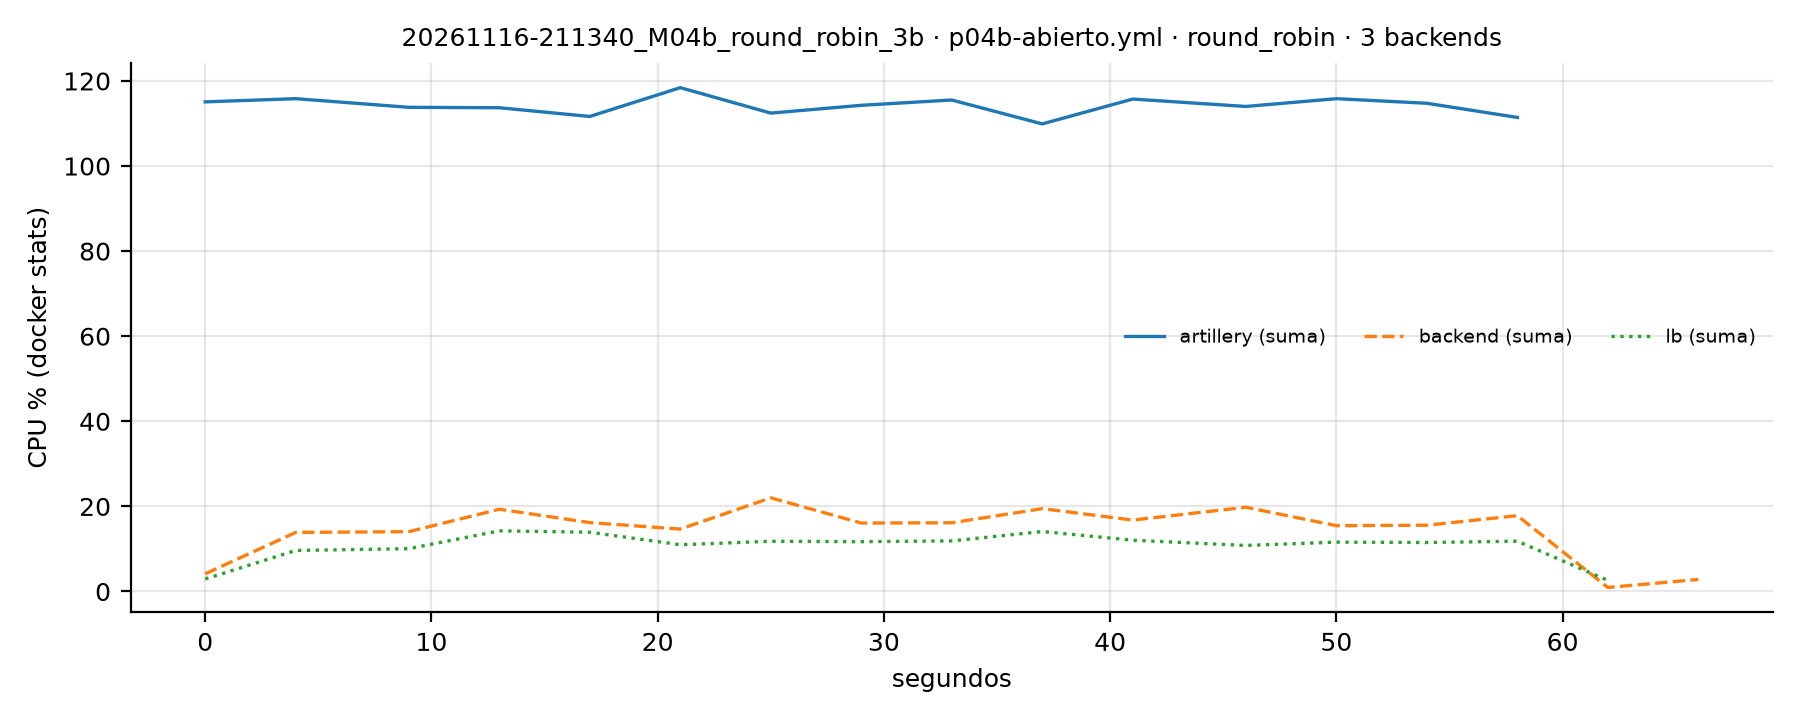 20261116-211340_M04b_round_robin_3b · p04b-abierto.yml · round_robin · 3 backends
CPU % (docker stats)
120
100
80
60
40
20
0
artillery (suma) backend (suma) lb (suma)
0 10 20 30 40 50 60
segundos